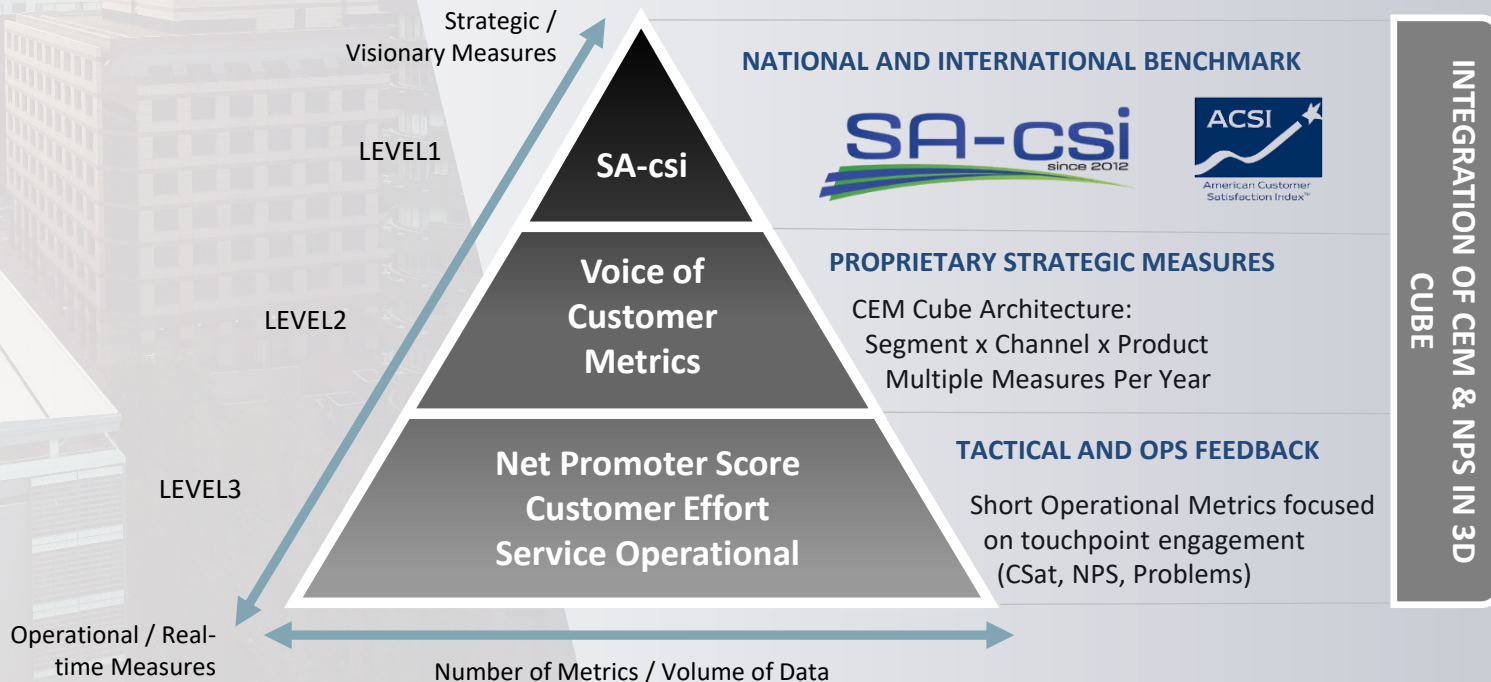 Strategic /
Visionary Measures
LEVEL1
SA-csi
NATIONAL AND INTERNATIONAL BENCHMARK
SA-csi
since 2012
ACSI
American Customer
Satisfaction Index™
LEVEL2
Voice of
Customer
Metrics
PROPRIETARY STRATEGIC MEASURES
CEM Cube Architecture:
Segment x Channel x Product
Multiple Measures Per Year
LEVEL3
Net Promoter Score
Customer Effort
Service Operational
TACTICAL AND OPS FEEDBACK
Short Operational Metrics focused
on touchpoint engagement
(CSat, NPS, Problems)
Operational / Real-
time Measures
Number of Metrics / Volume of Data
INTEGRATION OF CEM & NPS IN 3D
CUBE